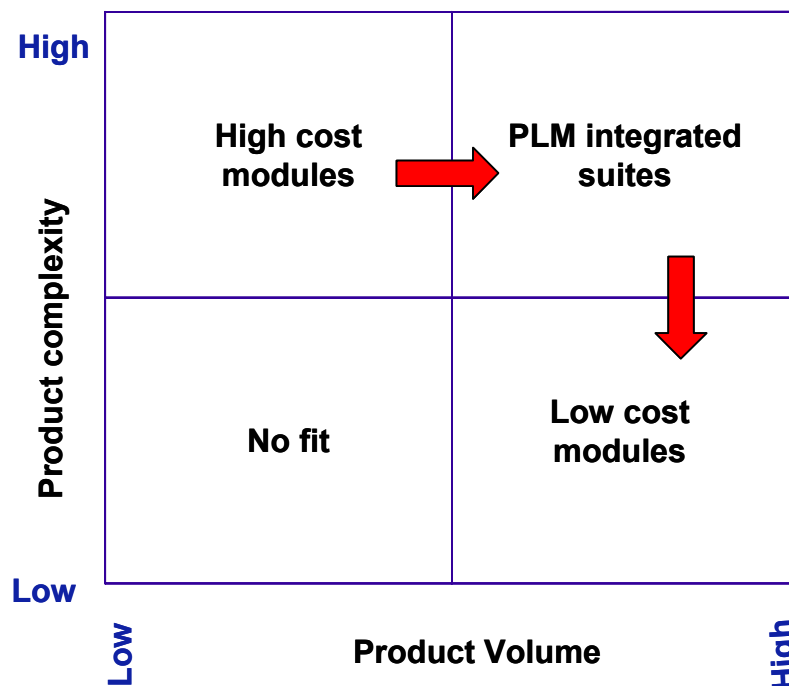 High
High cost
modules
PLM integrated
suites
Product complexity
No fit
Low cost
modules
Low
Low
Product Volume
High